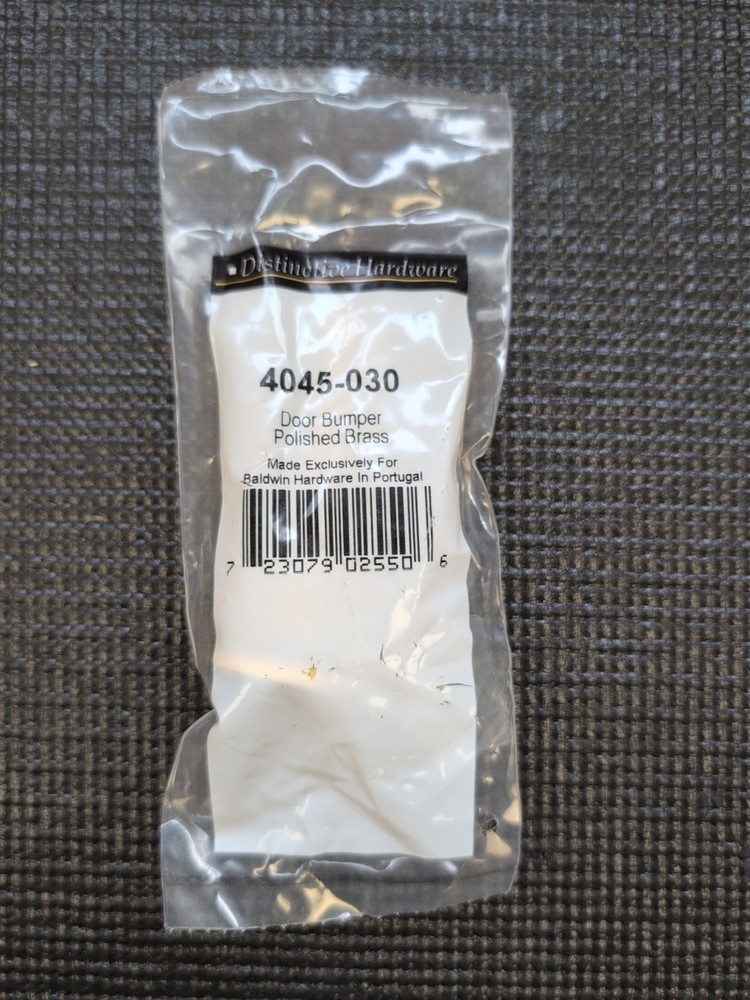 Distinctive Hardware
4045-030
Door Bumper
Polished Brass
Made Exclusively For
Baldwin Hardware In Portugal
7 23079 02550 6